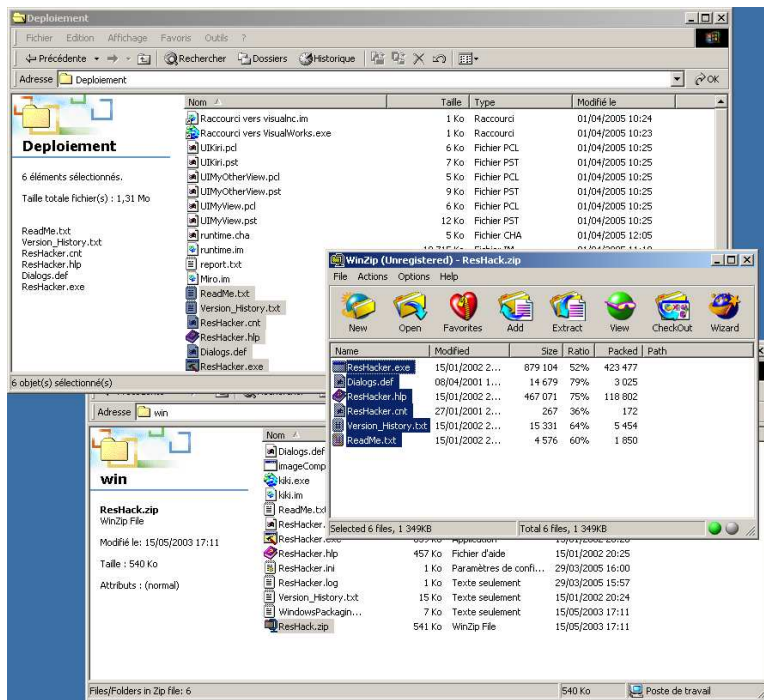 Deploiement
Fichier Edition Affichage Favoris Outils ?
Précédente Rechercher Dossiers Historique
Adresse Deploiement OK
Nom Taille Type Modifié le
Deploiement
6 éléments sélectionnés.
Taille totale fichier(s) : 1,31 Mo
ReadMe.txt
Version_History.txt
ResHacker.cnt
ResHacker.hlp
Dialogs.def
ResHacker.exe
Raccourci vers visualnc.im 1 Ko Raccourci 01/04/2005 10:24
Raccourci vers VisualWorks.exe 1 Ko Raccourci 01/04/2005 10:23
UIKiri.pcl 6 Ko Fichier PCL 01/04/2005 10:25
UIKiri.pst 7 Ko Fichier PST 01/04/2005 10:25
UIMyOtherView.pcl 5 Ko Fichier PCL 01/04/2005 10:25
UIMyOtherView.pst 9 Ko Fichier PST 01/04/2005 10:25
UIMyView.pcl 6 Ko Fichier PCL 01/04/2005 10:25
UIMyView.pst 12 Ko Fichier PST 01/04/2005 10:25
runtime.cha 5 Ko Fichier CHA 01/04/2005 12:05
runtime.im
report.txt
Miro.im
ReadMe.txt
Version_History.txt
ResHacker.cnt
ResHacker.hlp
Dialogs.def
ResHacker.exe
6 objet(s) sélectionné(s)
WinZip (Unregistered) - ResHack.zip
File Actions Options Help
New Open Favorites Add Extract View CheckOut Wizard
Name Modified Size Ratio Packed Path
ResHacker.exe 15/01/2002 2... 879 104 52% 423 477
Dialogs.def 08/04/2001 1... 14 679 79% 3 025
ResHacker.hlp 15/01/2002 2... 467 071 75% 118 802
ResHacker.cnt 27/01/2001 2... 267 36% 172
Version_History.txt 15/01/2002 2... 15 331 64% 5 454
ReadMe.txt 15/01/2002 2... 4 576 60% 1 850
Selected 6 files, 1 349KB Total 6 files, 1 349KB
Adresse win
Nom
win
ResHack.zip
WinZip File
Modifié le: 15/05/2003 17:11
Taille : 540 Ko
Attributs : (normal)
Dialogs.def
imageComp
kiki.exe
kiki.im
ReadMe.txt
ResHacker.
ResHacker.exe 859 Ko Application 15/01/2002 20:26
ResHacker.hlp 457 Ko Fichier d'aide 15/01/2002 20:25
ResHacker.ini 1 Ko Paramètres de confi... 29/03/2005 16:00
ResHacker.log 1 Ko Texte seulement 29/03/2005 15:57
Version_History.txt 15 Ko Texte seulement 15/01/2002 20:24
WindowsPackagin... 7 Ko Texte seulement 15/05/2003 17:11
ResHack.zip 541 Ko WinZip File 15/05/2003 17:11
Files/Folders in Zip file: 6 540 Ko Poste de travail